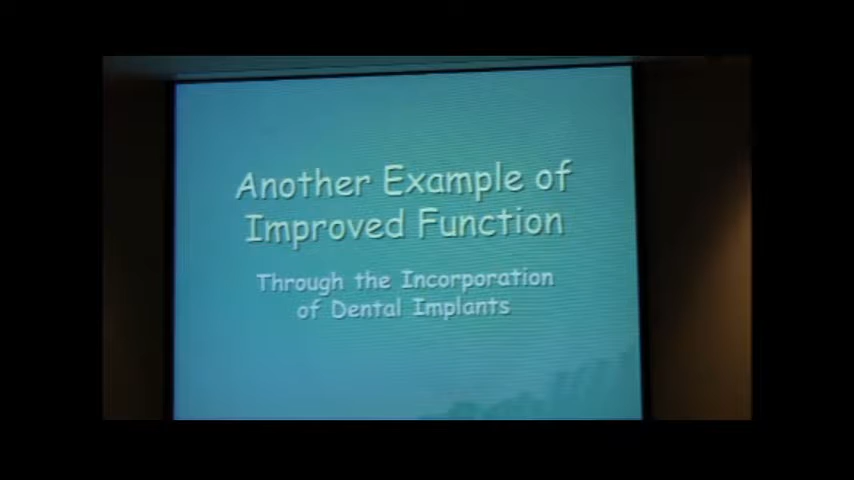 Another Example of
Improved Function
Through the Incorporation
of Dental Implants